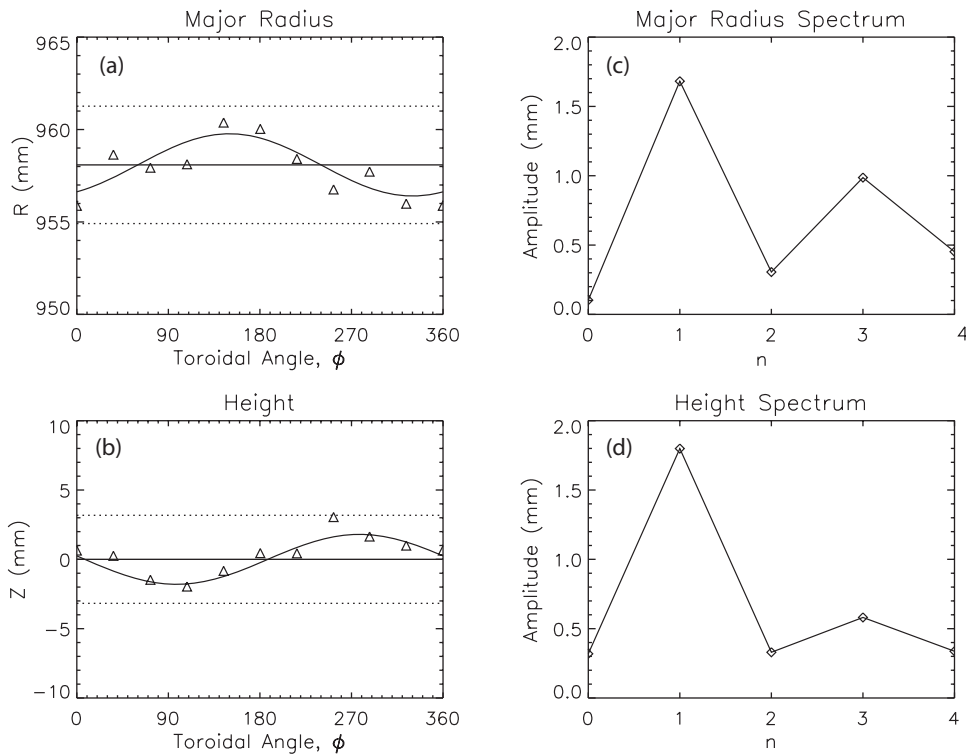 Major Radius
(a)
965
960
955
950
R (mm)
0 90 180 270 360
Toroidal Angle, ϕ
Major Radius Spectrum
(c)
2.0
1.5
1.0
0.5
0.0
Amplitude (mm)
0 1 2 3 4
n
Height
(b)
10
5
0
−5
−10
Z (mm)
0 90 180 270 360
Toroidal Angle, ϕ
Height Spectrum
(d)
2.0
1.5
1.0
0.5
0.0
Amplitude (mm)
0 1 2 3 4
n